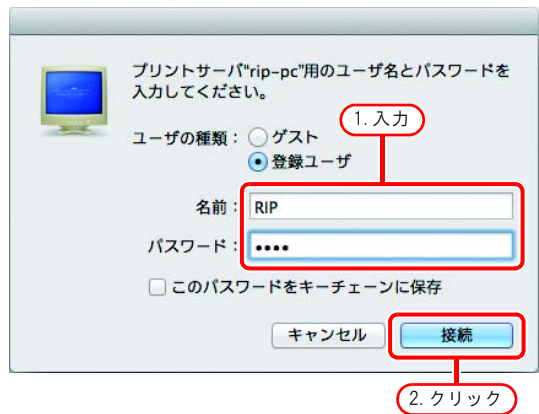 プリントサーバ"rip-pc"用のユーザ名とパスワードを
入力してください。
1. 入力
ユーザの種類： ゲスト
登録ユーザ
名前： RIP
パスワード： ••••
このパスワードをキーチェーンに保存
キャンセル 接続
2. クリック